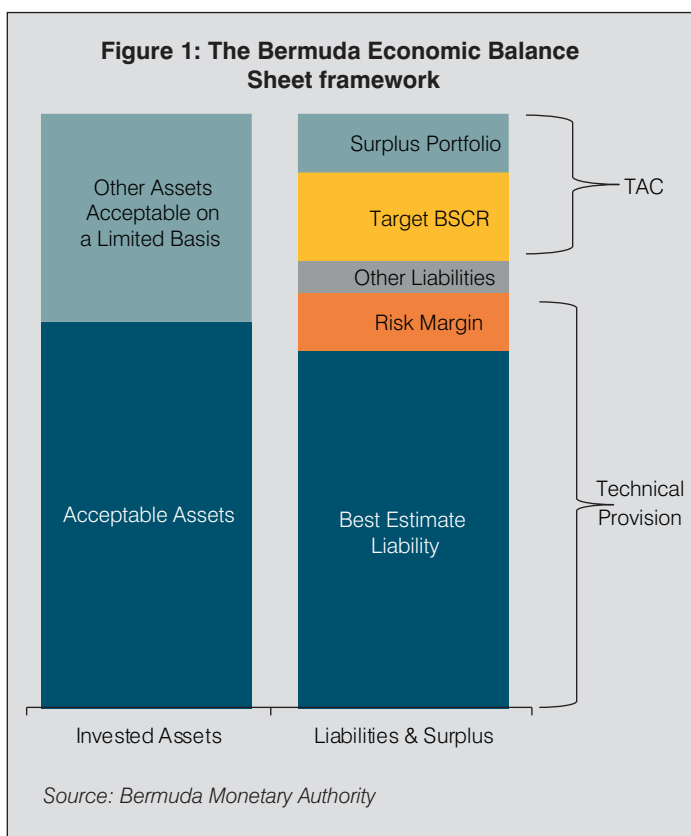 Figure 1: The Bermuda Economic Balance
Sheet framework
Other Assets
Acceptable on
a Limited Basis
Acceptable Assets
Surplus Portfolio
Target BSCR
Other Liabilities
Risk Margin
Best Estimate
Liability
TAC
Technical
Provision
Invested Assets
Liabilities & Surplus
Source: Bermuda Monetary Authority